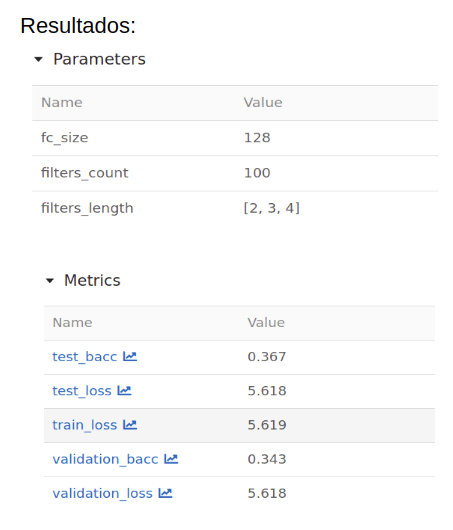 Resultados:
Parameters
Name Value
fc_size 128
filters_count 100
filters_length [2, 3, 4]
Metrics
Name Value
test_bacc 0.367
test_loss 5.618
train_loss 5.619
validation_bacc 0.343
validation_loss 5.618